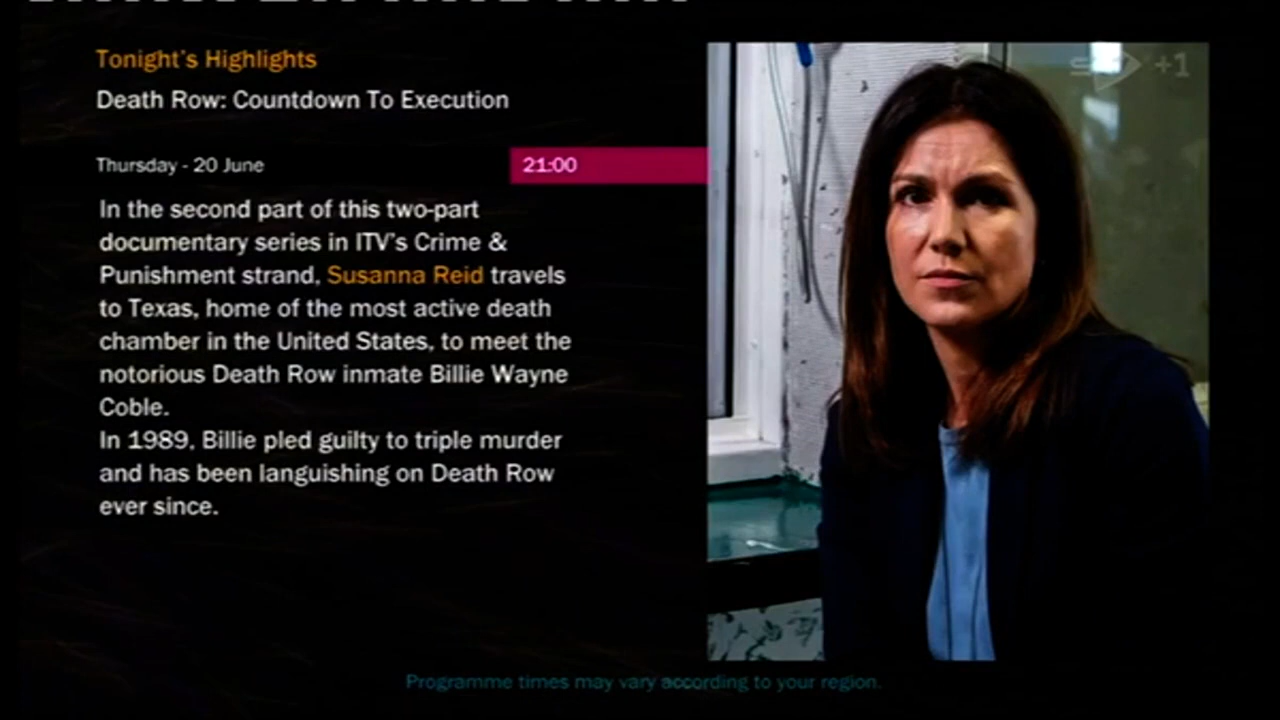 Tonight's Highlights
Death Row: Countdown To Execution
Thursday - 20 June
21:00
In the second part of this two-part
documentary series in ITV's Crime &
Punishment strand, Susanna Reid travels
to Texas, home of the most active death
chamber in the United States, to meet the
notorious Death Row inmate Billie Wayne
Coble.
In 1989, Billie pled guilty to triple murder
and has been languishing on Death Row
ever since.
+1
Programme times may vary according to your region.